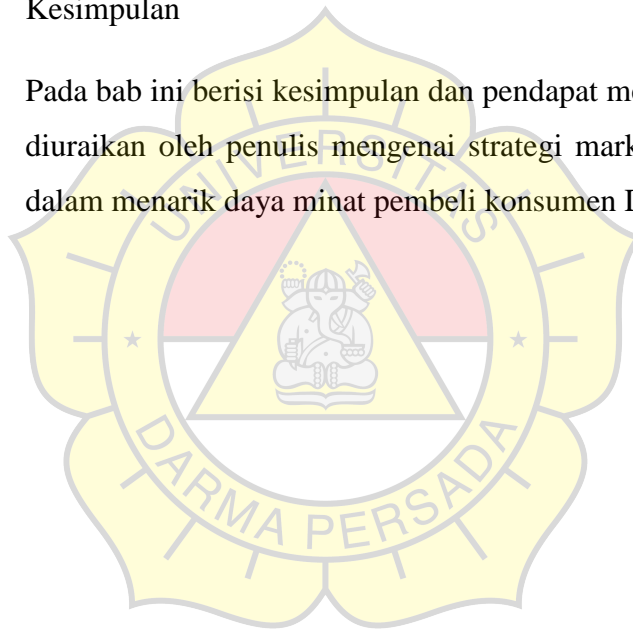 Kesimpulan
Pada bab ini berisi kesimpulan dan pendapat
diuraikan oleh penulis mengenai strategi
dalam menarik daya minat pembeli konsumen
UNIVERSITAS
DARMA PERSADA